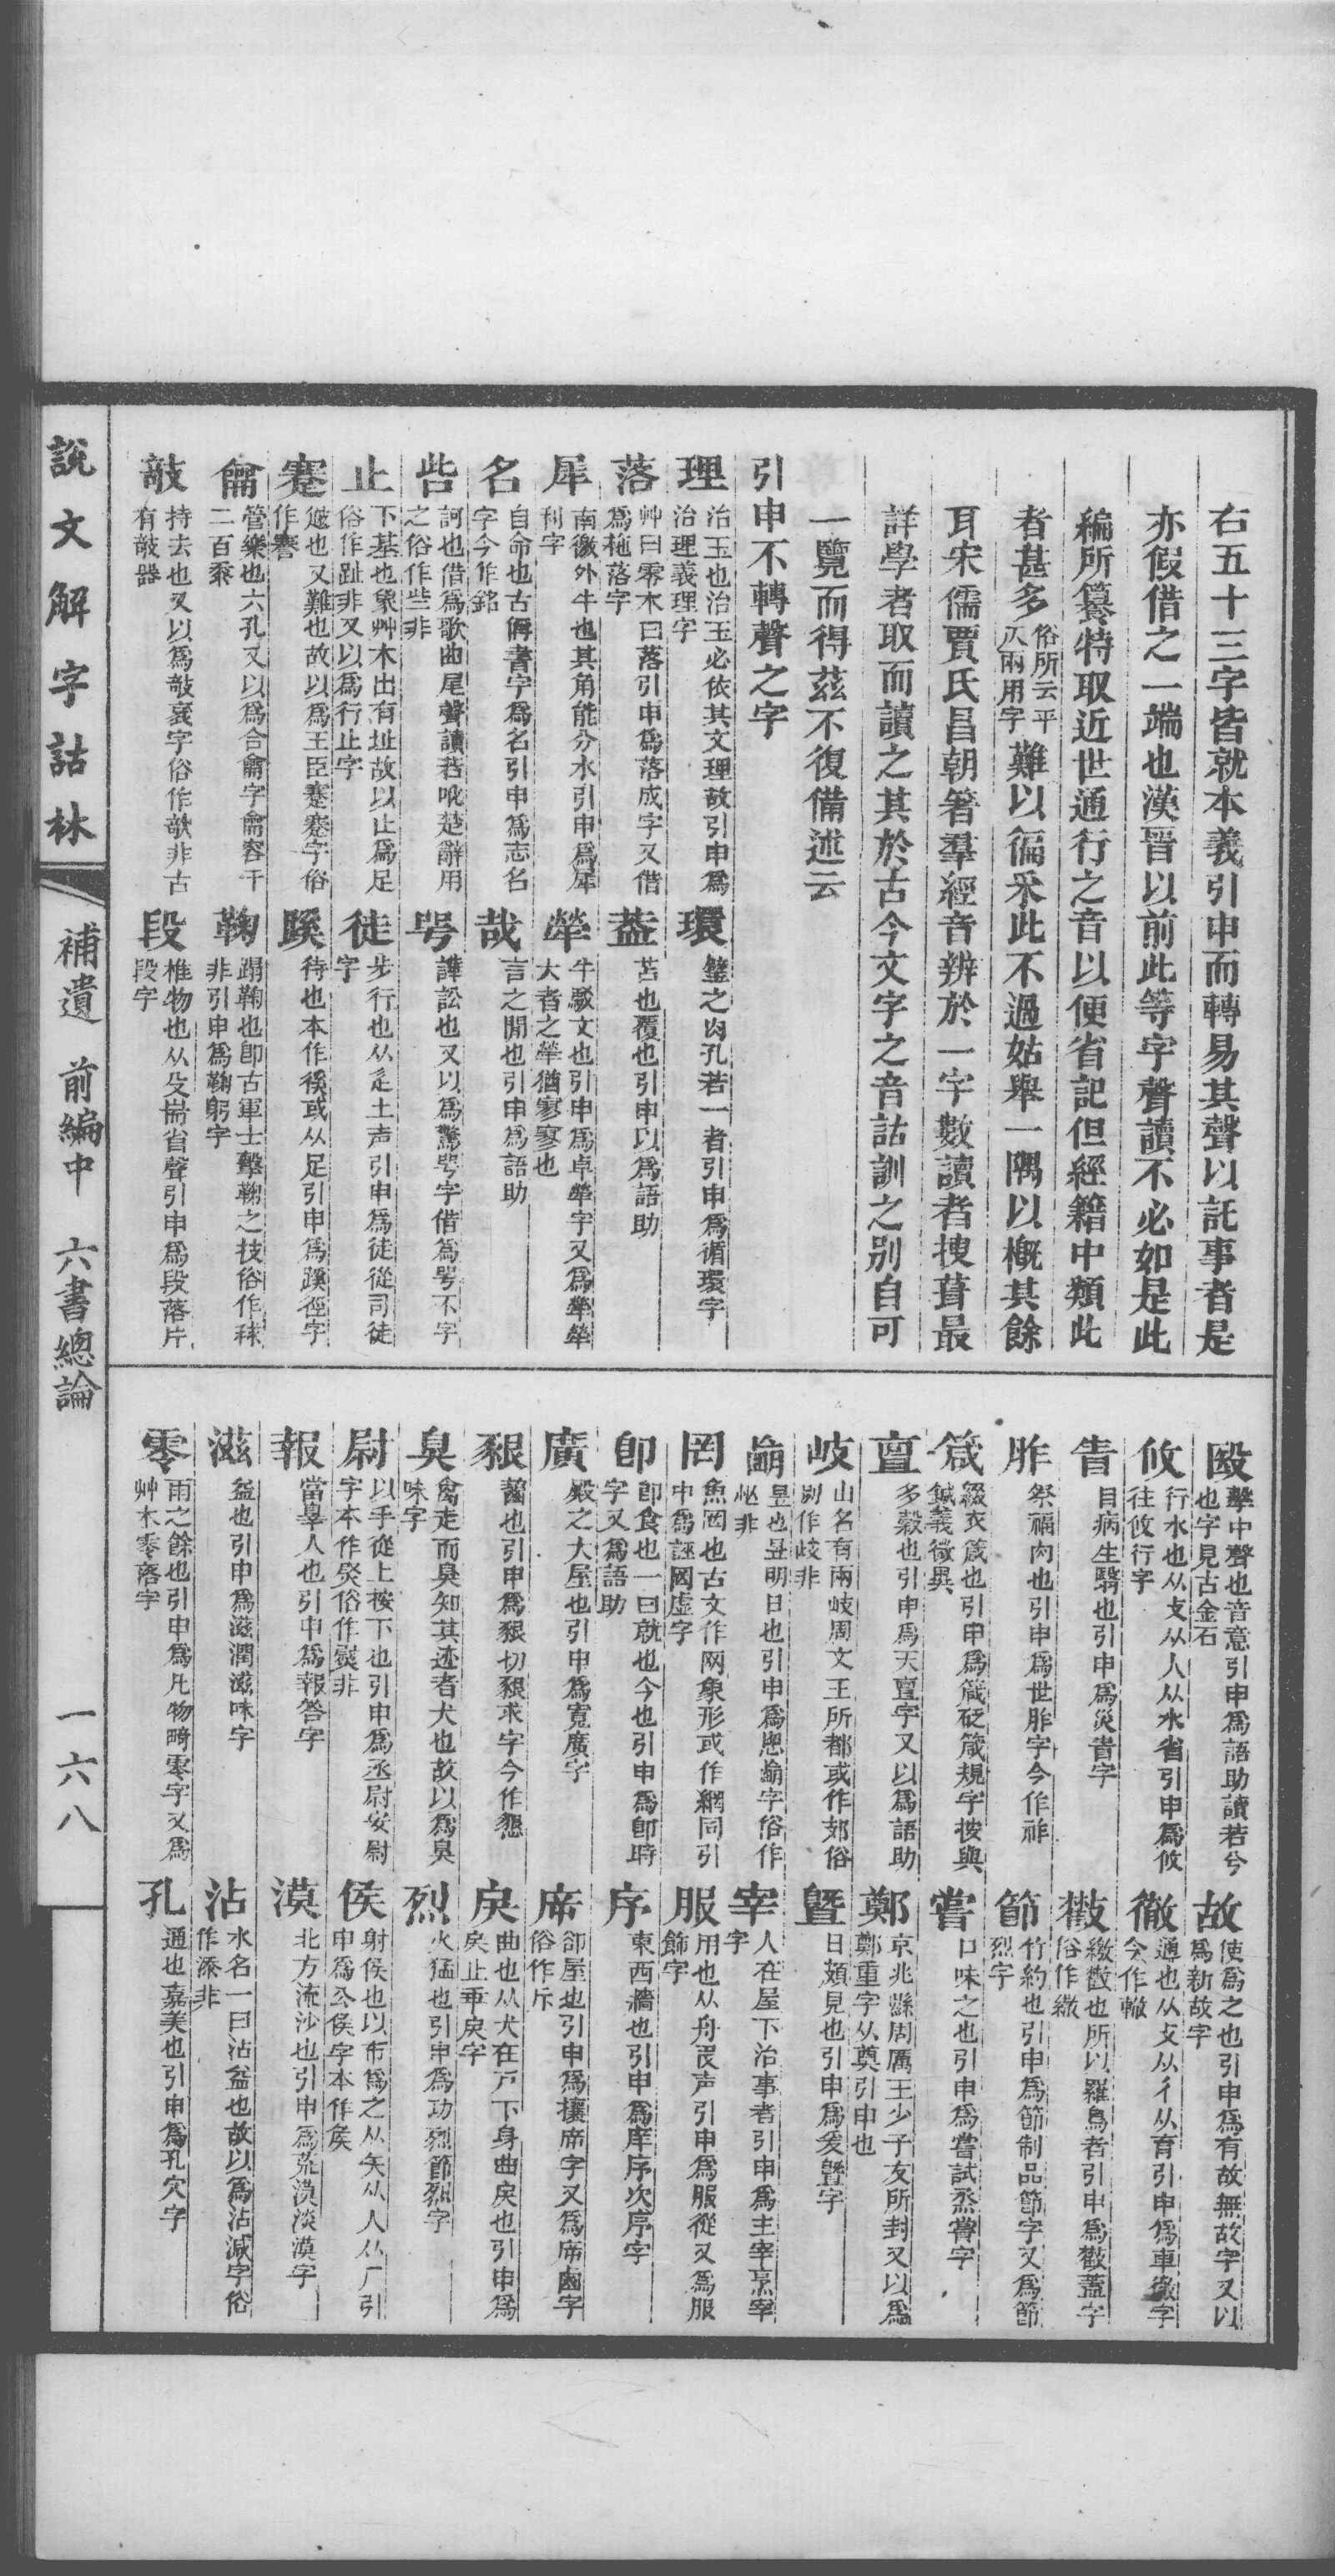 右五十三字皆就本義引申而轉易其聲以託事者是
亦假借之一端也漢晉以前此等字聲讀不必如是此
編所纂特取近世通行之音以便省記但經籍中類此
者甚多俗所云平仄兩用字難以徧釆此不過姑舉一隅以槪其餘
耳宋儒賈氏昌朝箸羣經音辨於一字數讀者捜葺最
詳學者取而讀之其於古今文字之音詁訓之别自可
一覽而得茲不復備述云
引申不轉聲之字
理治玉也治玉必依其文理故引申爲治理義理字 環璧之肉孔若一者引申爲循環字
落艸曰零木曰落引申爲落成字又借爲柂落字 葢苫也覆也引申以爲語助
犀南徼外牛也其角能分水引申爲犀利字 犖牛駁文也引申爲卓犖字又爲犖犖大者之犖猶寥寥也
名自命也古偁書字爲名引申爲志名字今作銘 哉言之閒也引申爲語助
呰訶也借爲歌曲尾聲讀若呲楚辭用之俗作些非 咢譁訟也又以爲驚咢字借爲咢不字
止下基也象艸木出有址故以止爲足俗作趾非又以爲行止字 徒步行也从辵土声引申爲徒從司徒字
蹇跛也又難也故以爲王臣蹇蹇字俗作謇 蹊待也本作徯或从足引申爲蹊徑字
龠管樂也六孔又以爲合龠字龠容千二百黍 鞠蹋鞠也卽古軍士擊鞠之技俗作毬非引申爲鞠躬字
敧持去也又以爲敧衺字俗作欹非古有敧器 段椎物也从殳耑省聲引申爲段落片段字
毆擊中聲也音意引申爲語助讀若兮也字見古金石 故使爲之也引申爲有故無故字又以爲新故字
攸行水也从攴从人从水省引申爲攸往攸行字 徹通也从攴从彳从育引申爲車徹字今作轍
眚目病生翳也引申爲災眚字 㪔繳㪔也所以羅鳥者引申爲㪔蓋字俗作繖
胙祭福肉也引申爲世胙字今作祚 節竹約也引申爲節制品節字又爲節烈字
箴綴衣箴也引申爲箴砭箴規字按與鍼義微異 嘗口味之也引申爲嘗試烝嘗字
亶多穀也引申爲天亶字又以爲語助 鄭京兆縣周厲王少子友所封又以爲鄭重字从奠引申也
岐山名有兩岐周文王所都或作郂俗别作歧非 曁日頗見也引申爲爰曁字
朙昱也昱明日也引申爲悤朙字俗作 宰人在屋下治事者引申爲主宰烹宰字
罔魚罔也古文作网象形或作網同引申爲誣罔虛字 服用也从舟𠬝声引申爲服從又爲服飾字
卽卽食也一曰就也今也引申爲卽時字又爲語助 序東西牆也引申爲庠序次序字
廣殿之大屋也引申爲寬廣字 㡿卻屋也引申爲攘㡿字又爲㡿鹵字俗作斥
豤齧也引申爲豤切豤求字今作懇 戾曲也从犬在戸下身曲戾也引申爲戾止乖戾字
臭禽走而臭知其迹者犬也故以爲臭味字 烈火猛也引申爲功烈節烈字
尉以手從上按下也引申爲丞尉安尉字本作㷉俗作熨非 侯射侯也以布爲之从矢从人从厂引申爲公侯字本作矦
報當辠人也引申爲報答字 漠北方流沙也引申爲荒漠淡漠字
滋益也引申爲滋潤滋味字 沾水名一曰沾益也故以爲沾減字俗作添非
零雨之餘也引申爲凡物畸零字又爲艸木零落字 孔通也嘉美也引申爲孔穴字
說文解字詁林
補遺 前編中 六書總論 一六八